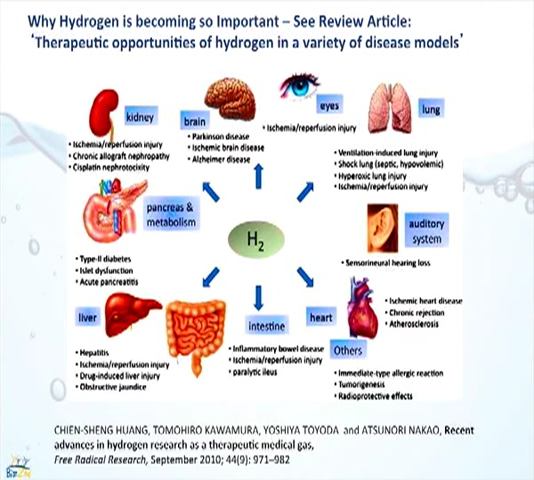 Why Hydrogen is becoming so Important – See Review Article:
‘Therapeutic opportunities of hydrogen in a variety of disease models’
kidney
• Ischemia/reperfusion injury
• Chronic allograft nephropathy
• Cisplatin nephrotoxicity
brain
• Parkinson disease
• Ischemic brain disease
• Alzheimer disease
eyes
• Ischemia/reperfusion injury
lung
• Ventilation-induced lung injury
• Shock lung (septic, hypovolemic)
• Hyperoxic lung injury
• Ischemia/reperfusion injury
pancreas &
metabolism
• Type-II diabetes
• Islet dysfunction
• Acute pancreatitis
H2
auditory
system
• Sensorineural hearing loss
liver
• Hepatitis
• Ischemia/reperfusion injury
• Drug-induced liver injury
• Obstructive jaundice
intestine
• Inflammatory bowel disease
• Ischemia/reperfusion injury
• paralytic ileus
heart
• Ischemic heart disease
• Chronic rejection
• Atherosclerosis
Others
• Immediate-type allergic reaction
• Tumorigenesis
• Radioprotective effects
CHIEN-SHENG HUANG, TOMOHIRO KAWAMURA, YOSHIYA TOYODA and ATSUNORI NAKAO, Recent
advances in hydrogen research as a therapeutic medical gas,
Free Radical Research, September 2010; 44(9): 971–982